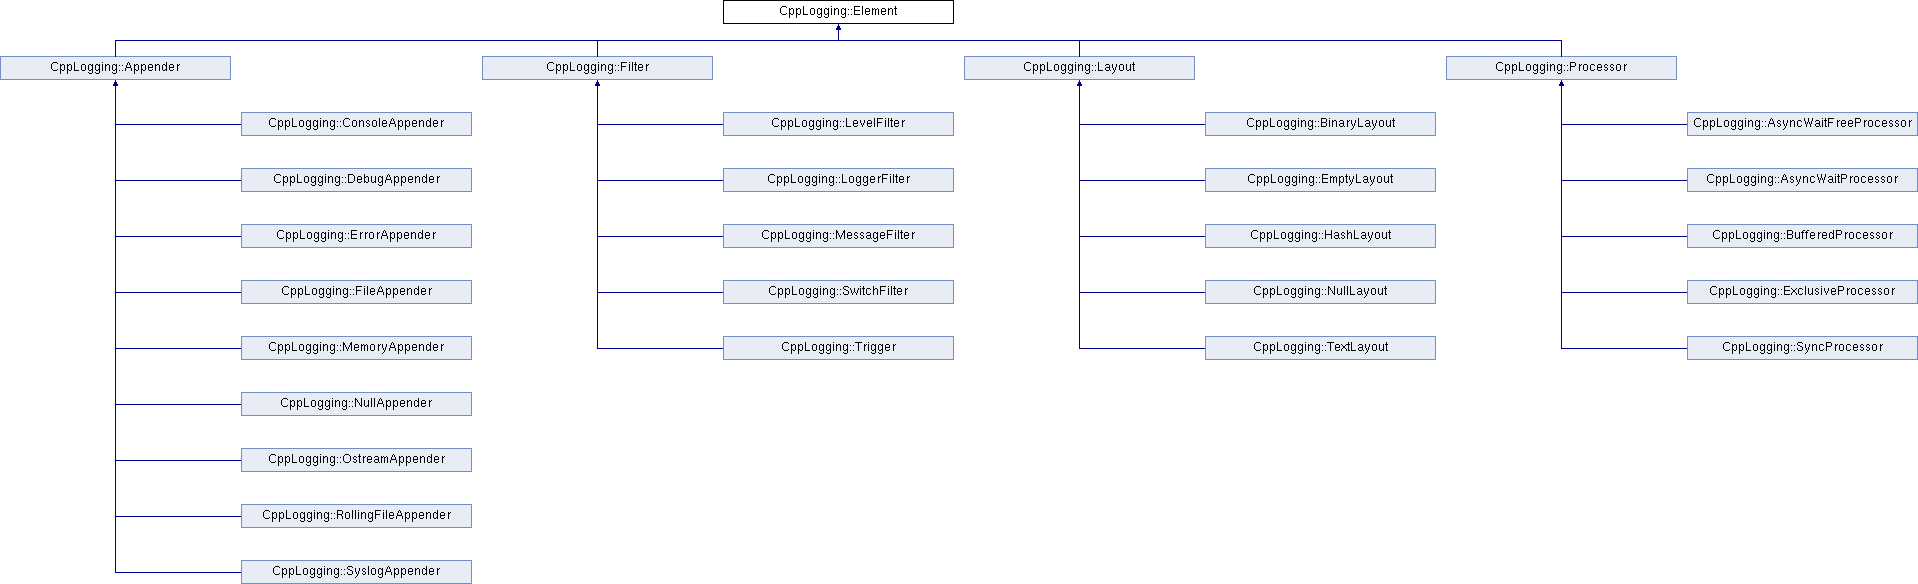 CppLogging::Element
CppLogging::Appender
CppLogging::Filter
CppLogging::Layout
CppLogging::Processor
CppLogging::ConsoleAppender
CppLogging::LevelFilter
CppLogging::BinaryLayout
CppLogging::AsyncWaitFreeProcessor
CppLogging::DebugAppender
CppLogging::LoggerFilter
CppLogging::EmptyLayout
CppLogging::AsyncWaitProcessor
CppLogging::ErrorAppender
CppLogging::MessageFilter
CppLogging::HashLayout
CppLogging::BufferedProcessor
CppLogging::FileAppender
CppLogging::SwitchFilter
CppLogging::NullLayout
CppLogging::ExclusiveProcessor
CppLogging::MemoryAppender
CppLogging::Trigger
CppLogging::TextLayout
CppLogging::SyncProcessor
CppLogging::NullAppender
CppLogging::OstreamAppender
CppLogging::RollingFileAppender
CppLogging::SyslogAppender